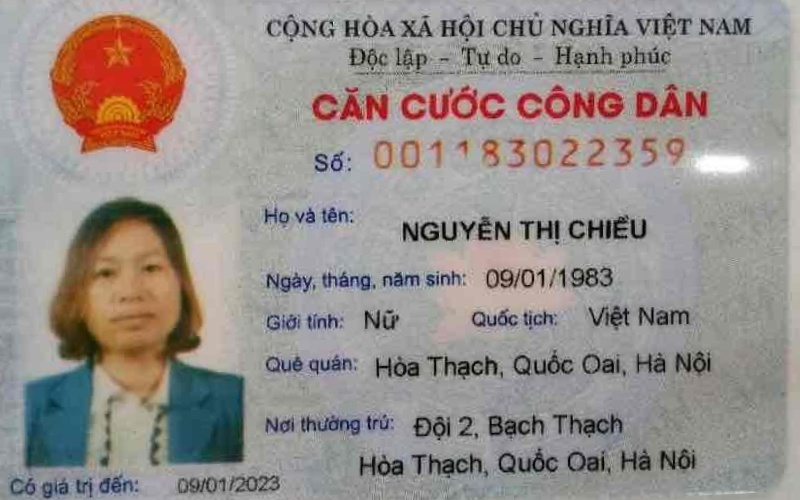 CỘNG HÒA XÃ HỘI CHỦ NGHĨA VIỆT NAM
Độc lập - Tự do - Hạnh phúc
CĂN CƯỚC CÔNG DÂN
Số: 001183022359
Họ và tên: NGUYỄN THỊ CHIỀU
Ngày, tháng, năm sinh: 09/01/1983
Giới tính: Nữ Quốc tịch: Việt Nam
Quê quán: Hòa Thạch, Quốc Oai, Hà Nội
Nơi thường trú: Đội 2, Bạch Thạch
Hòa Thạch, Quốc Oai, Hà Nội
Có giá trị đến: 09/01/2023